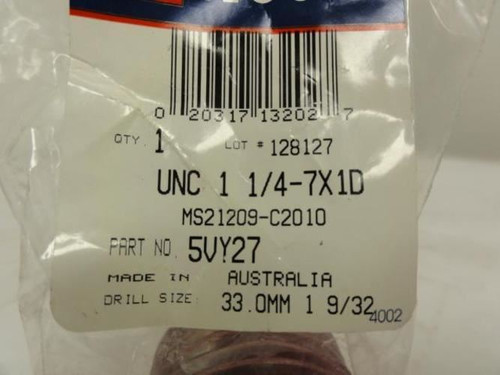 0 20317 13202 7
QTY. 1 LOT # 128127
UNC 1 1/4-7X1D
MS21209-C2010
PART NO. 5VY27
MADE IN AUSTRALIA
DRILL SIZE: 33.0MM 1 9/32
4002